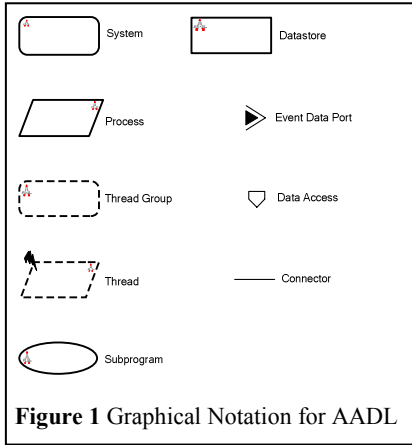 System
Datastore
Process
Event Data Port
Thread Group
Data Access
Thread
Connector
Subprogram
Figure 1 Graphical Notation for AADL